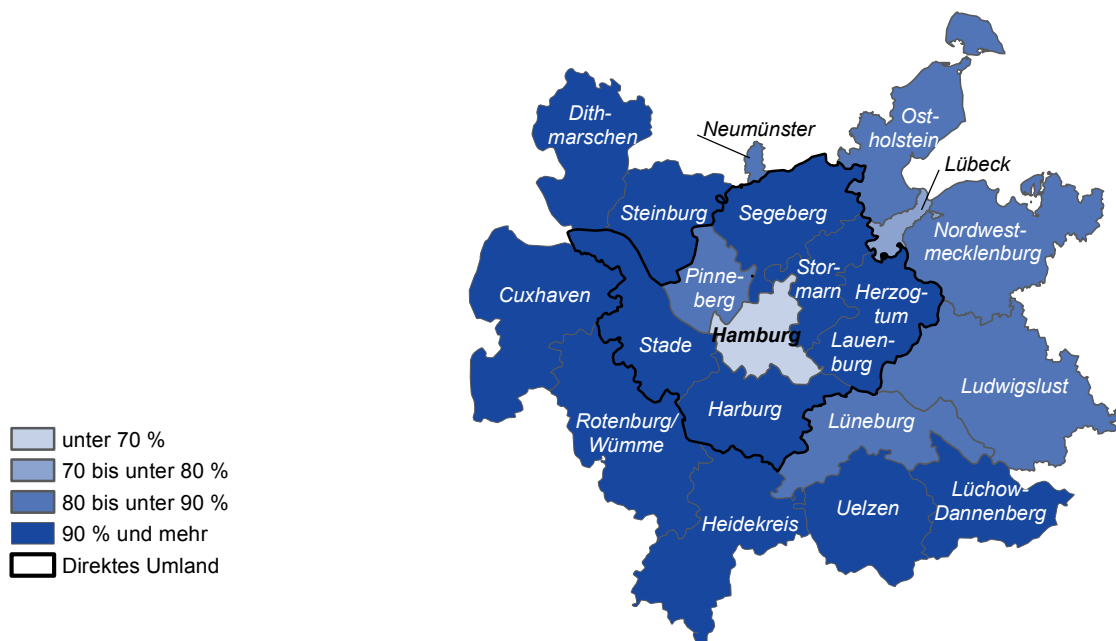 Dith-
marschen
Neumünster
Ost-
holstein
Lübeck
Steinburg
Segeberg
Nordwest-
mecklenburg
Cuxhaven
Pinne-
berg
Stor-
marn
Herzog-
tum
Lauen-
burg
Stade
Hamburg
Ludwigslust
Harburg
Lüneburg
Rotenburg/
Wümme
Heidekreis
Uelzen
Lüchow-
Dannenberg
unter 70 %
70 bis unter 80 %
80 bis unter 90 %
90 % und mehr
Direktes Umland